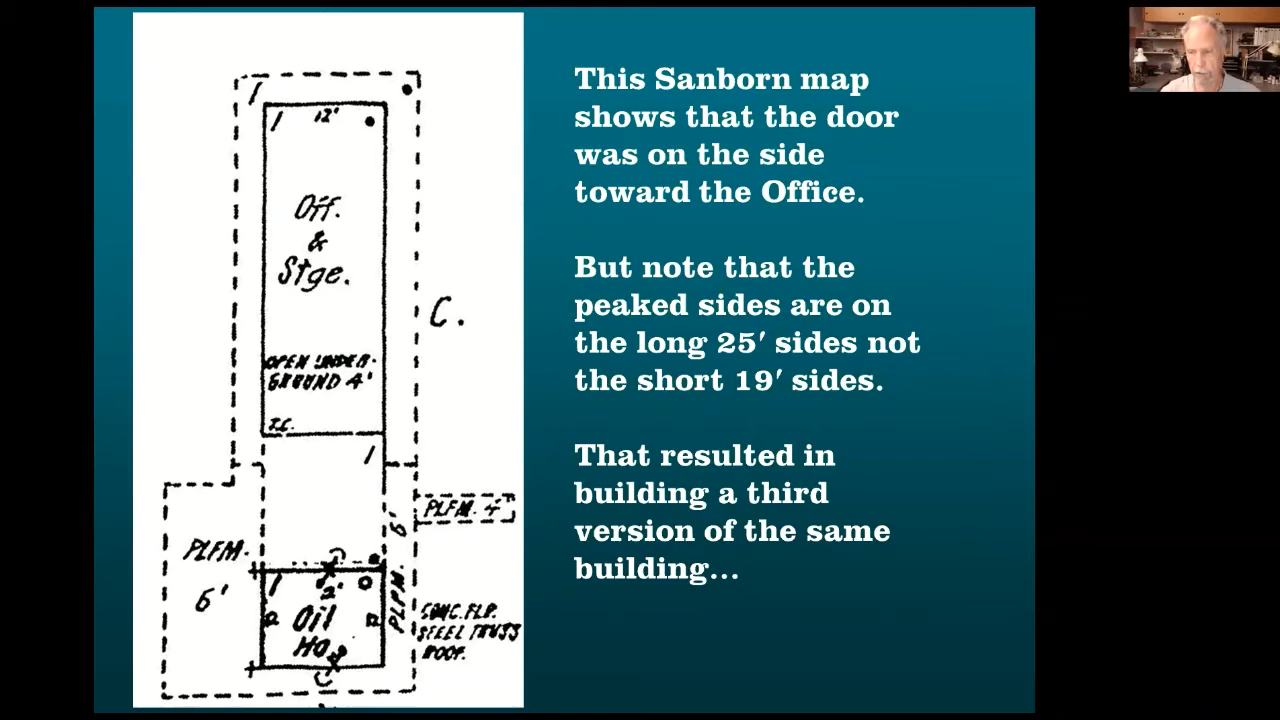 12'
Off.
&
Stge.
C.
OPEN UNDER-
GROUND 4'
PLFM. 4'
PLFM.
6'
PLFM. 6'
2'
Oil
Ho.
CONC. FLR.
STEEL TRUSS
ROOF.
This Sanborn map
shows that the door
was on the side
toward the Office.
But note that the
peaked sides are on
the long 25′ sides not
the short 19′ sides.
That resulted in
building a third
version of the same
building...